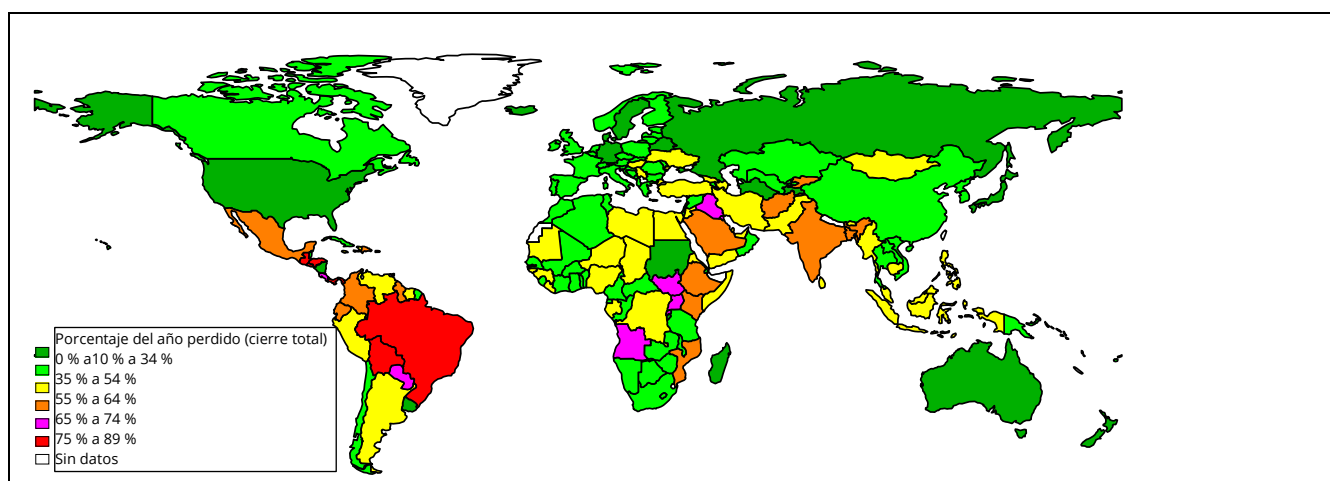 Porcentaje del año perdido (cierre total)
0 % a10 % a 34 %
35 % a 54 %
55 % a 64 %
65 % a 74 %
75 % a 89 %
Sin datos